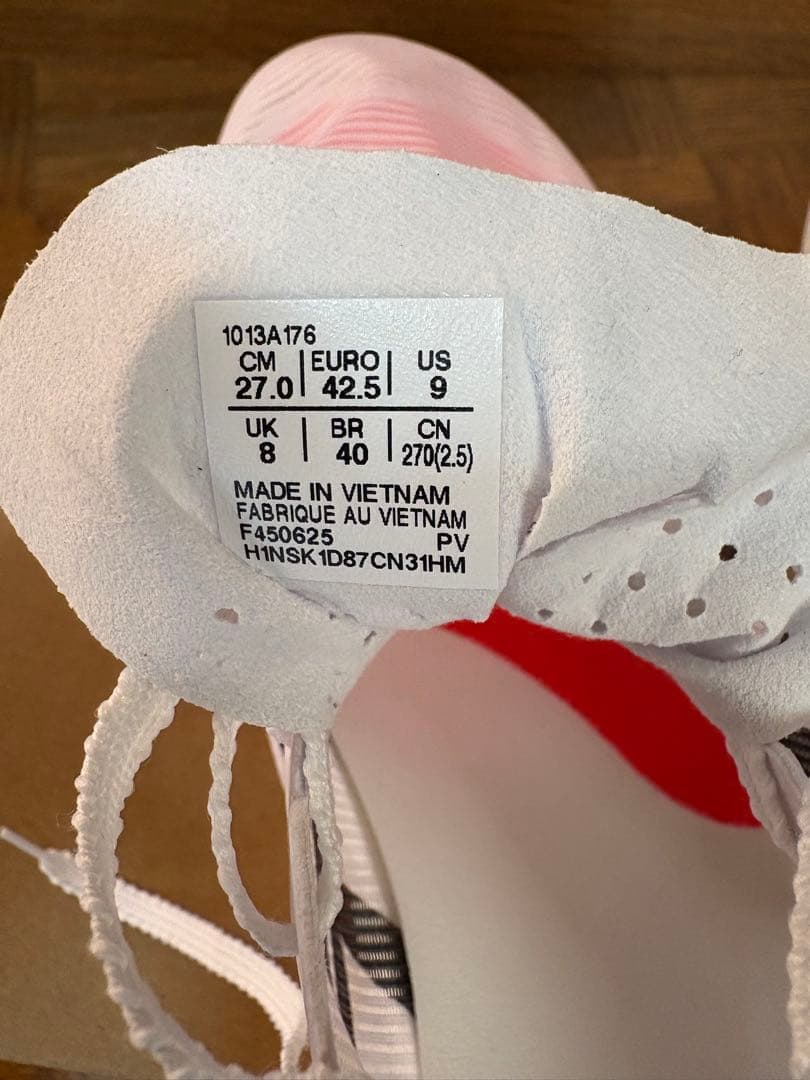 1013A176
CM | EURO | US
27.0 | 42.5 | 9
UK | BR | CN
8 | 40 | 270(2.5)
MADE IN VIETNAM
FABRIQUE AU VIETNAM
F450625 PV
H1NSK1D87CN31HM